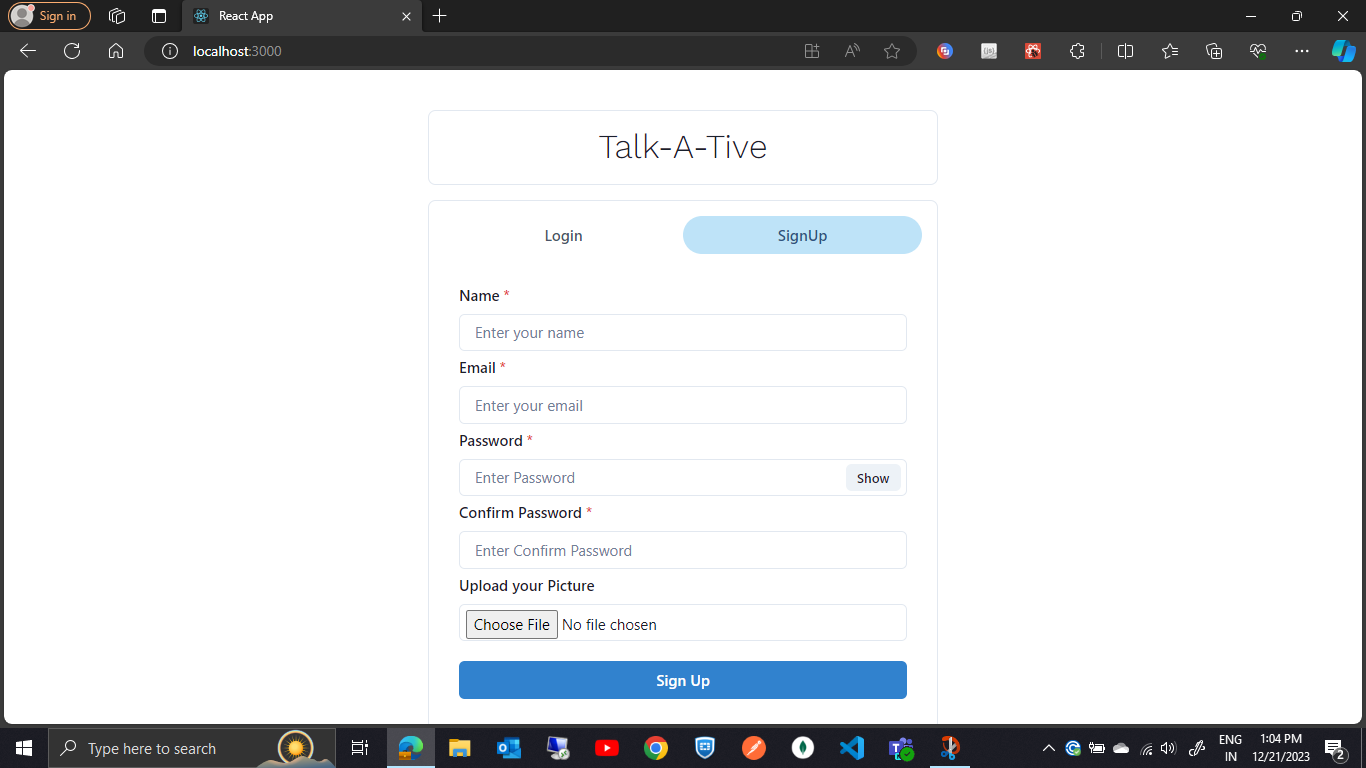 Sign in
React App
localhost:3000
Talk-A-Tive
Login
SignUp
Name *
Enter your name
Email *
Enter your email
Password *
Enter Password
Show
Confirm Password *
Enter Confirm Password
Upload your Picture
Choose File No file chosen
Sign Up
Type here to search
ENG
IN
1:04 PM
12/21/2023
2